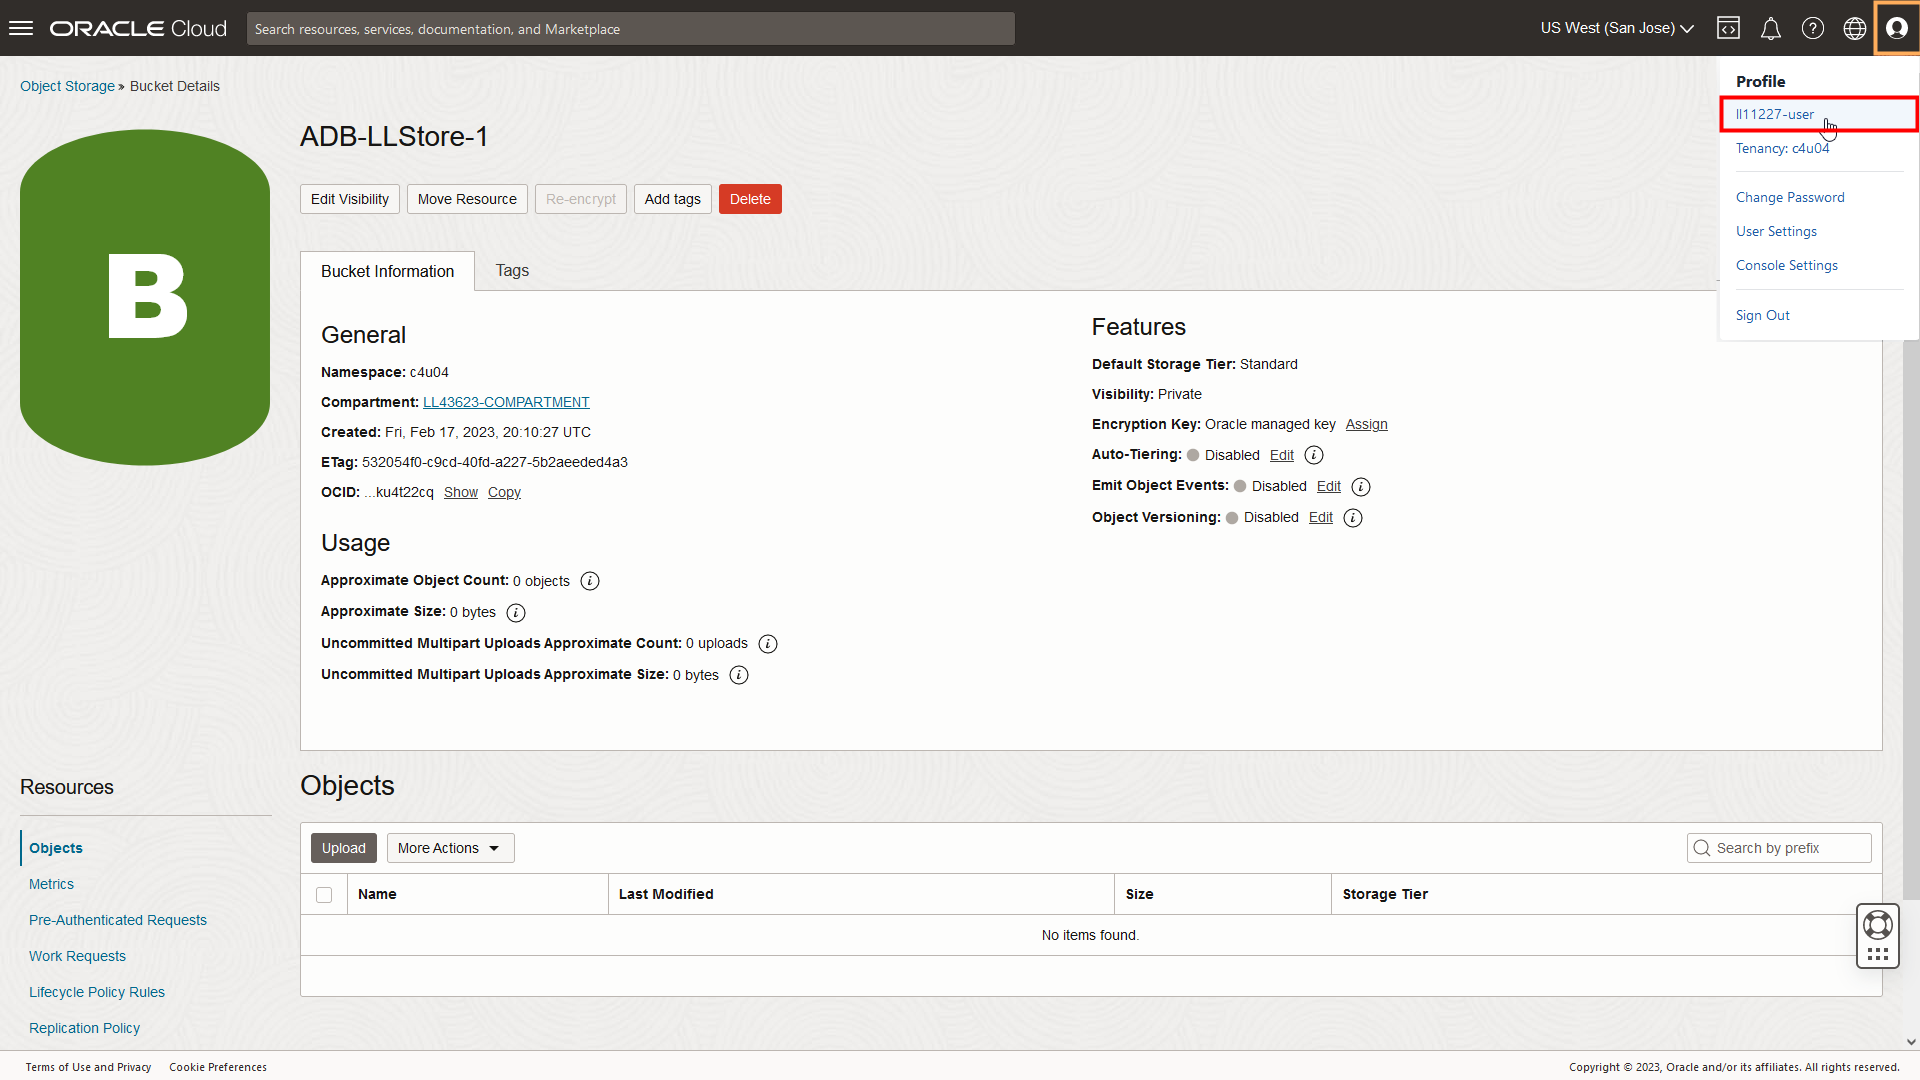 ORACLE Cloud
Search resources, services, documentation, and Marketplace
US West (San Jose)
Object Storage » Bucket Details
Profile
ll11227-user
Tenancy: c4u04
Change Password
User Settings
Console Settings
Sign Out
B
ADB-LLStore-1
Edit Visibility
Move Resource
Re-encrypt
Add tags
Delete
Bucket Information
Tags
General
Namespace: c4u04
Compartment: LL43623-COMPARTMENT
Created: Fri, Feb 17, 2023, 20:10:27 UTC
ETag: 532054f0-c9cd-40fd-a227-5b2aeeded4a3
OCID: ...ku4t22cq Show Copy
Usage
Approximate Object Count: 0 objects
Approximate Size: 0 bytes
Uncommitted Multipart Uploads Approximate Count: 0 uploads
Uncommitted Multipart Uploads Approximate Size: 0 bytes
Features
Default Storage Tier: Standard
Visibility: Private
Encryption Key: Oracle managed key Assign
Auto-Tiering: Disabled Edit
Emit Object Events: Disabled Edit
Object Versioning: Disabled Edit
Resources
Objects
Metrics
Pre-Authenticated Requests
Work Requests
Lifecycle Policy Rules
Replication Policy
Objects
Upload
More Actions
Search by prefix
Name
Last Modified
Size
Storage Tier
No items found.
Terms of Use and Privacy
Cookie Preferences
Copyright © 2023, Oracle and/or its affiliates. All rights reserved.